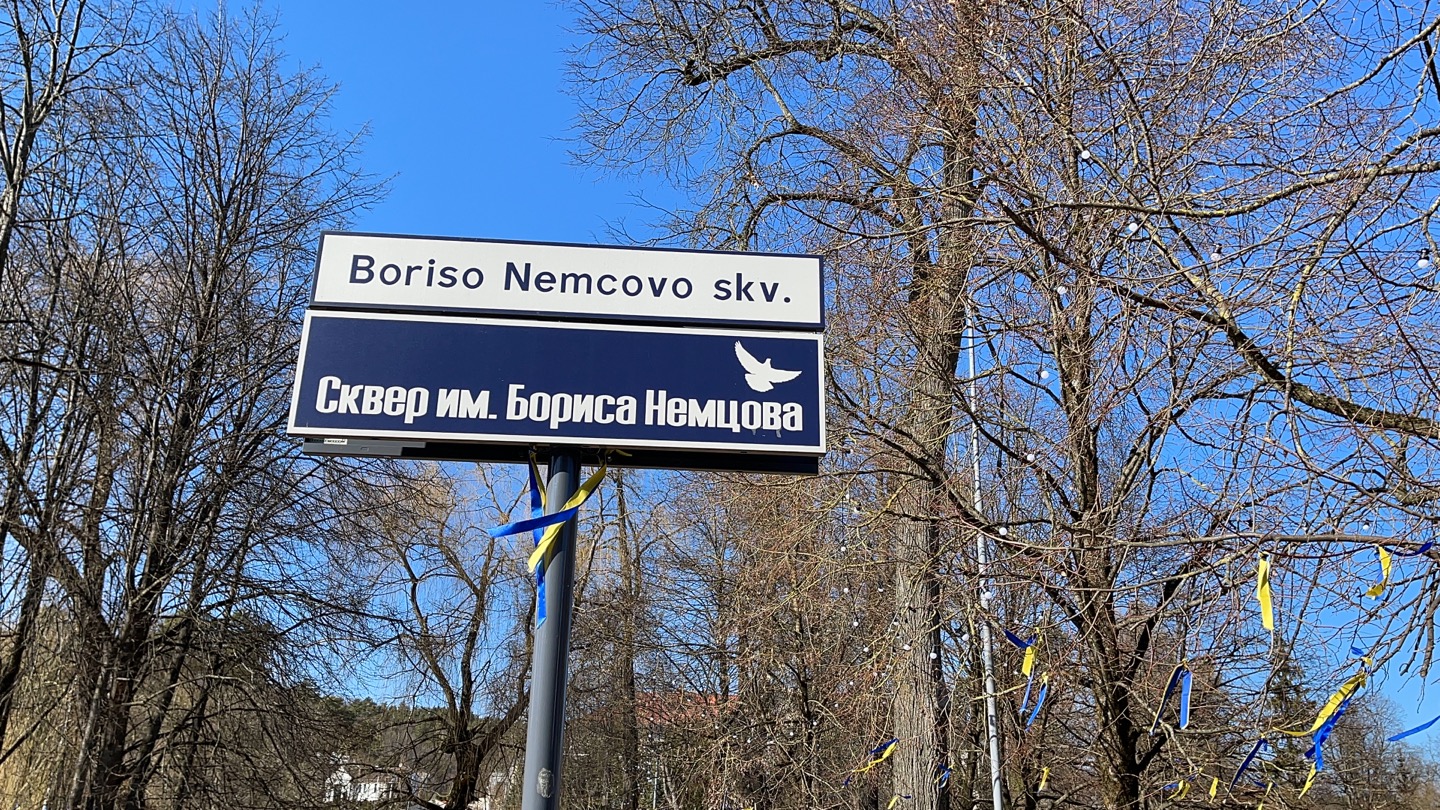 Boriso Nemcovo skv.
Сквер им. Бориса Немцова